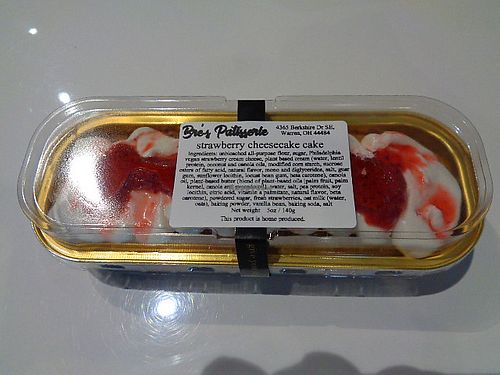 Bre's Patisserie
4365 Berkshire Dr SE,
Warren, OH 44484
strawberry cheesecake cake
Ingredients: unbleached all-purpose flour, sugar, Philadelphia
vegan strawberry cream cheese, plant based cream (water, lentil
protein, coconut and canola oils, modified corn starch, sucrose
esters of fatty acid, natural flavor, mono and diglycerides, salt, guar
gum, sunflower lecithin, locust bean gum, beta carotene), canola
oil, plant-based butter (blend of plant-based oils (palm fruit, palm
kernel, canola water, salt, pea protein, soy
lecithin, citric acid, vitamin a palmitate, natural flavor, beta
carotene), powdered sugar, fresh strawberries, oat milk (water,
oats), baking powder, vanilla bean, baking soda, salt
Net weight 5oz / 140g
This product is home produced.